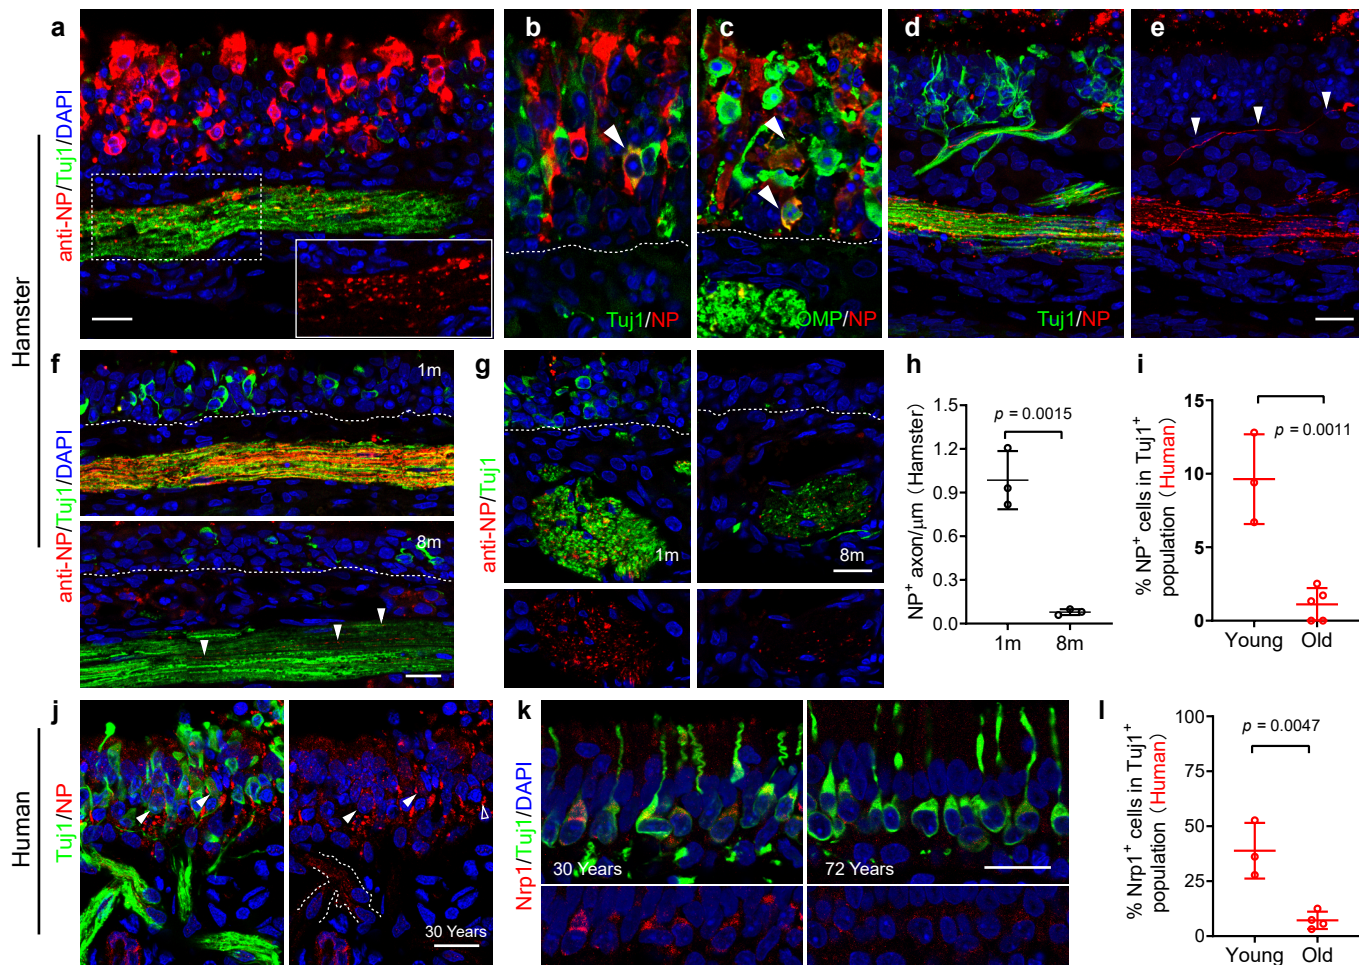 a
b
c
d
e
Hamster
anti-NP/Tuj1/DAPI
Tuj1/NP
OMP/NP
Tuj1/NP
f
1m
anti-NP/Tuj1/DAPI
8m
g
anti-NP/Tuj1
1m
8m
h
p = 0.0015
NP+ axon/μm (Hamster)
1.2
0.9
0.6
0.3
0.0
1m
8m
i
p = 0.0011
% NP+ cells in Tuj1+
population (Human)
15
10
5
0
Young
Old
Human
j
Tuj1/NP
30 Years
k
Nrp1/Tuj1/DAPI
30 Years
72 Years
l
p = 0.0047
% Nrp1+ cells in Tuj1+
population (Human)
100
75
50
25
0
Young
Old